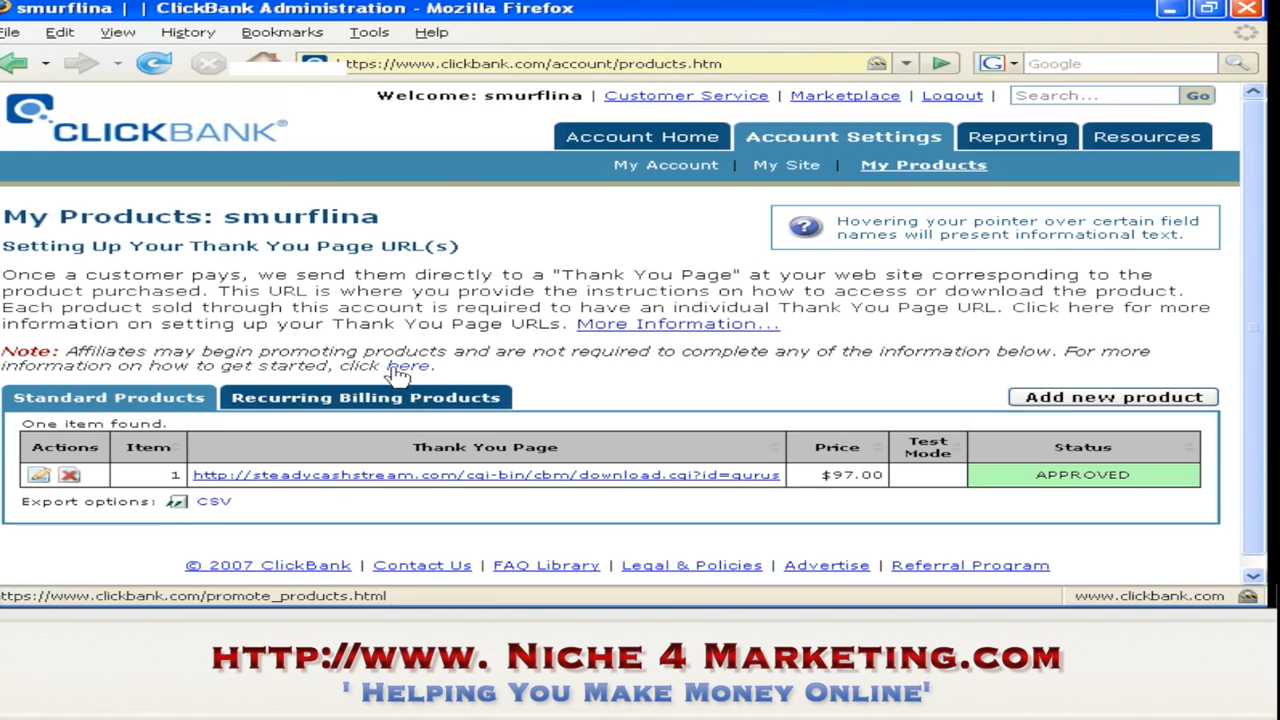 smurflina | | ClickBank Administration - Mozilla Firefox
File Edit View History Bookmarks Tools Help
ttps://www.clickbank.com/account/products.htm
Google
Welcome: smurflina | Customer Service | Marketplace | Logout |
Search...
Go
CLICKBANK®
Account Home
Account Settings
Reporting
Resources
My Account | My Site | My Products
My Products: smurflina
Hovering your pointer over certain field
names will present informational text.
Setting Up Your Thank You Page URL(s)
Once a customer pays, we send them directly to a "Thank You Page" at your web site corresponding to the
product purchased. This URL is where you provide the instructions on how to access or download the product.
Each product sold through this account is required to have an individual Thank You Page URL. Click here for more
information on setting up your Thank You Page URLs. More Information...
Note: Affiliates may begin promoting products and are not required to complete any of the information below. For more
information on how to get started, click here.
Standard Products
Recurring Billing Products
Add new product
One item found.
Actions Item Thank You Page Price Test Mode Status
1 http://steadycashstream.com/cgi-bin/cbm/download.cgi?id=gurus $97.00 APPROVED
Export options: CSV
© 2007 ClickBank | Contact Us | FAQ Library | Legal & Policies | Advertise | Referral Program
ttps://www.clickbank.com/promote_products.html
www.clickbank.com
http://www. Niche 4 Marketing.com
' Helping You Make Money Online'